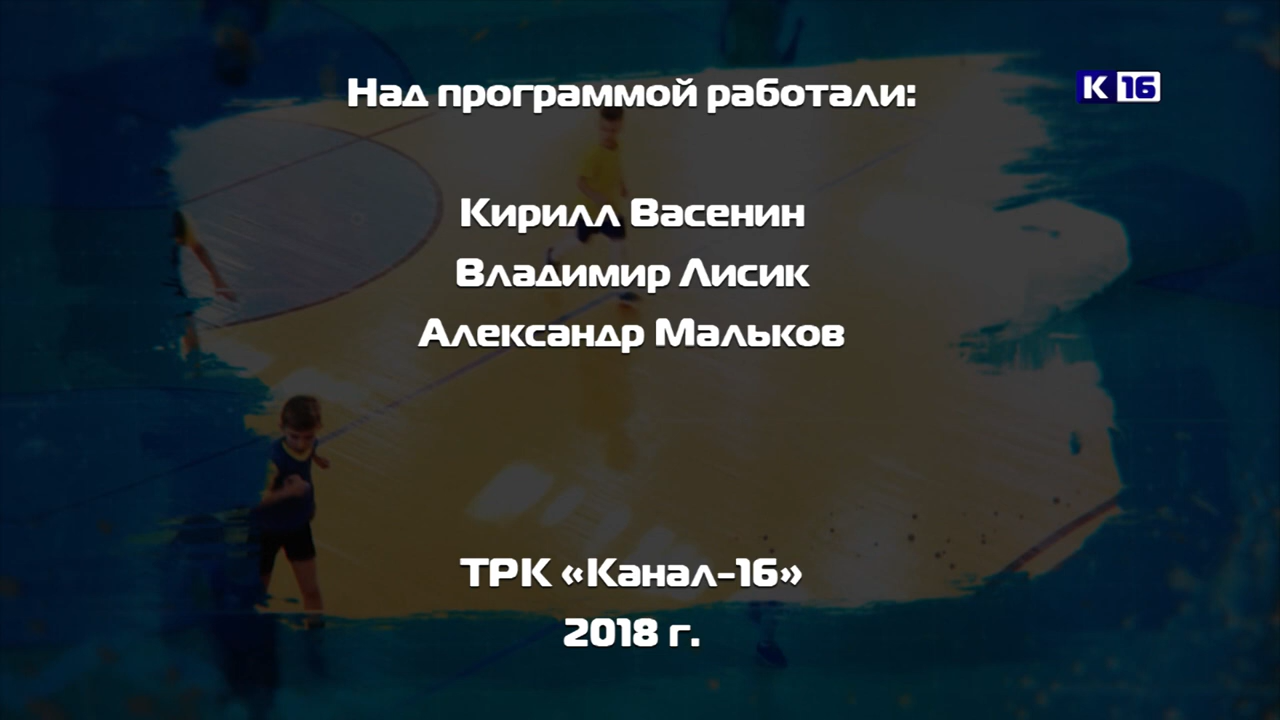 Над программой работали:
К 16
Кирилл Васенин
Владимир Лисик
Александр Мальков
ТРК «Канал-16»
2018 г.